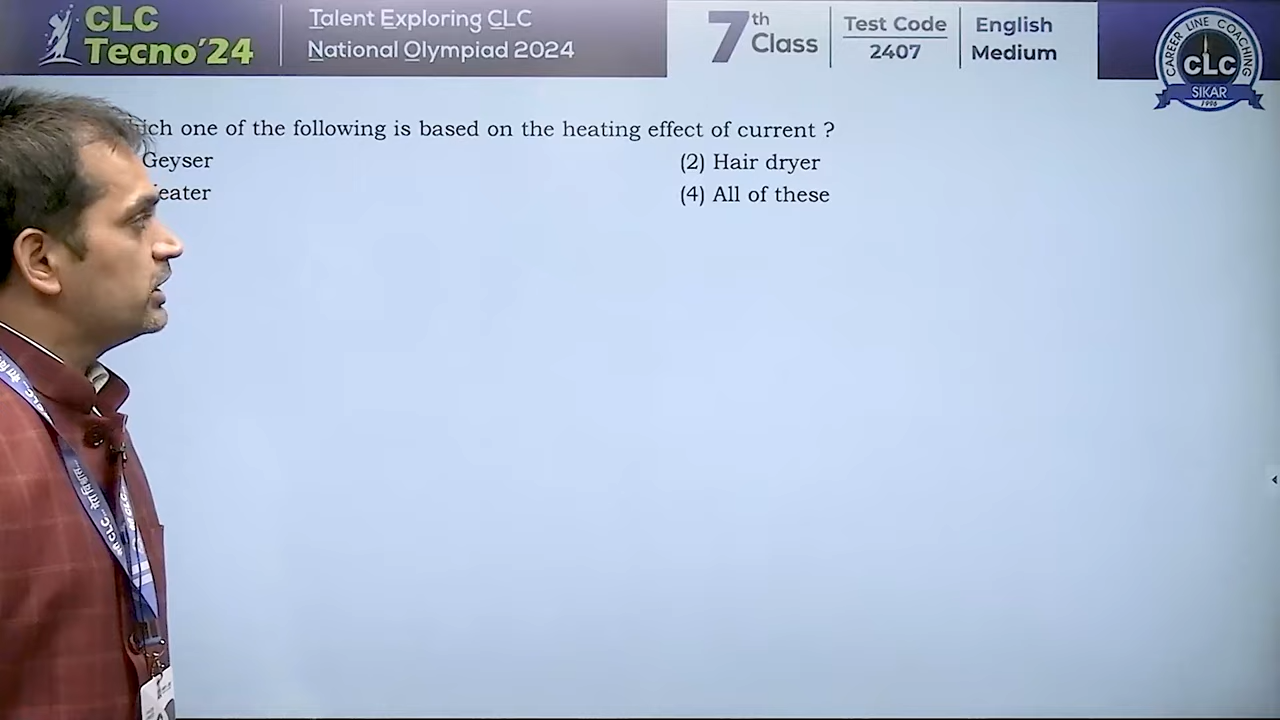 CLC
Tecno'24
Talent Exploring CLC
National Olympiad 2024
7th Class
Test Code
2407
English
Medium
CAREER LINE COACHING
CLC
SIKAR
1996
one of the following is based on the heating effect of current ?
Geyser
(2) Hair dryer
(4) All of these
CLC